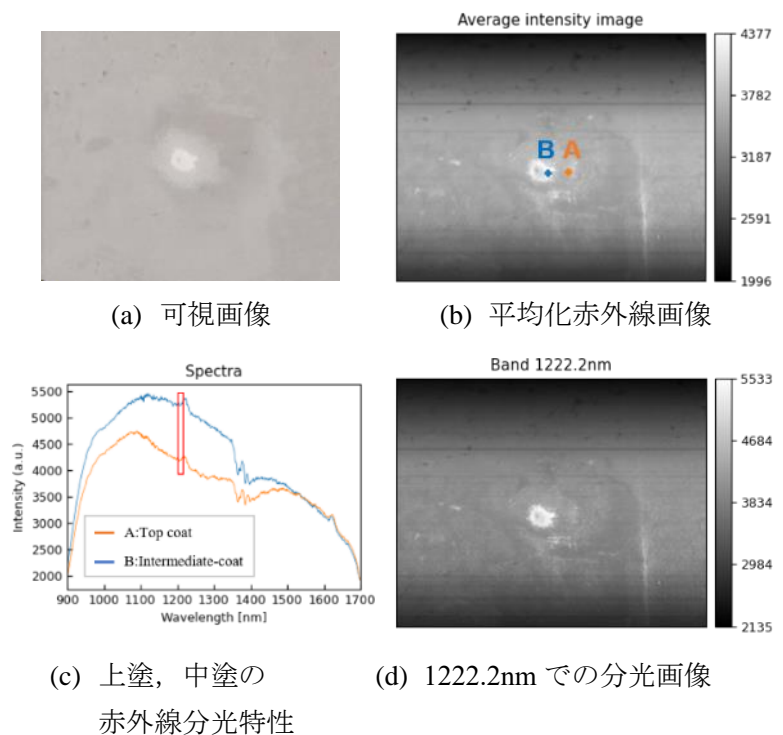 Average intensity image
4377
3782
3187
2591
1996
B A
(a) 可視画像
(b) 平均化赤外線画像
Spectra
5500
5000
4500
4000
3500
3000
2500
2000
Intensity (a.u.)
A:Top coat
B:Intermediate-coat
900 1000 1100 1200 1300 1400 1500 1600 1700
Wavelength [nm]
Band 1222.2nm
5533
4684
3834
2984
2135
(c) 上塗，中塗の
赤外線分光特性
(d) 1222.2nm での分光画像